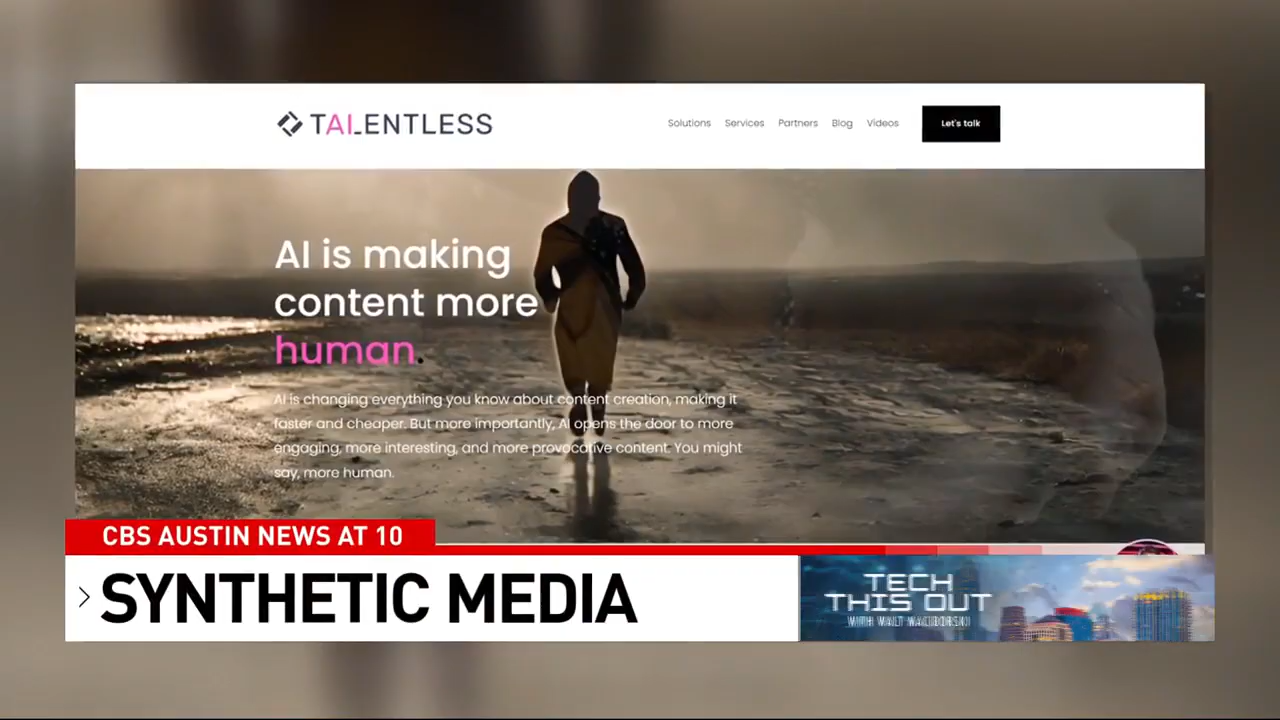 TAI_ENTLESS
Solutions Services Partners Blog Videos Let's talk
AI is making
content more
human.
AI is changing everything you know about content creation, making it
faster and cheaper. But more importantly, AI opens the door to more
engaging, more interesting, and more provocative content. You might
say, more human.
CBS AUSTIN NEWS AT 10
SYNTHETIC MEDIA
TECH
THIS OUT
WITH WALT